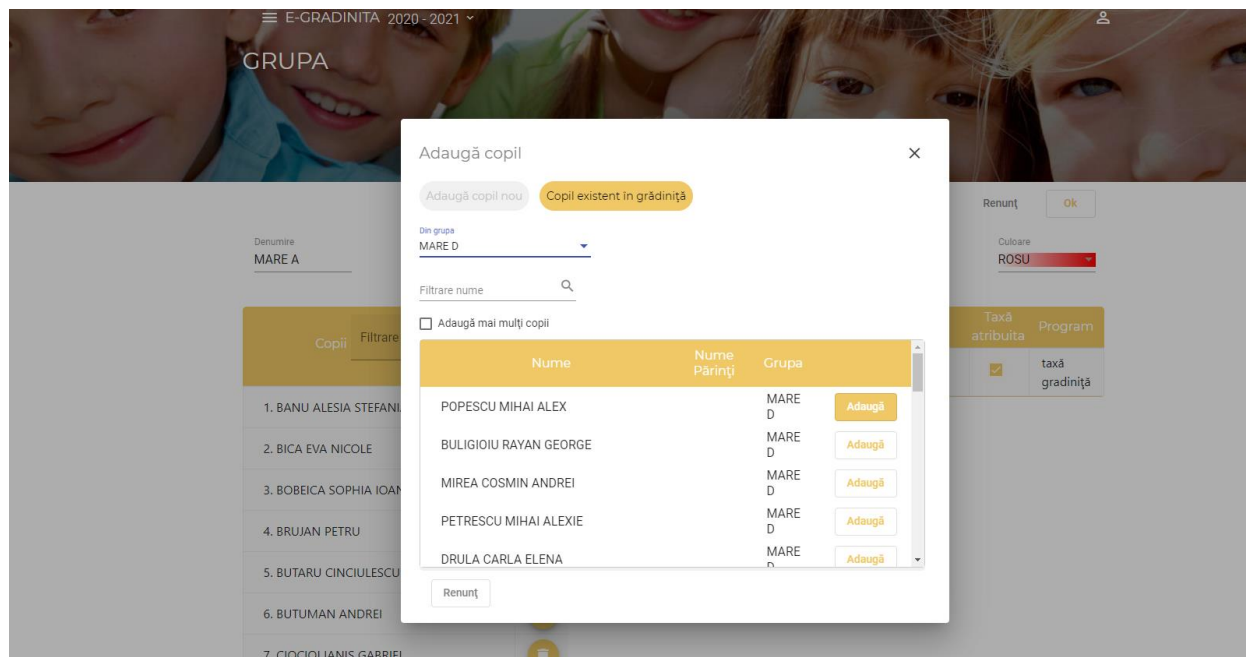 E-GRADINITA 2020 - 2021
GRUPA
Adaugă copil
Adaugă copil nou
Copil existent în grădiniță
Din grupa
MARE D
Filtrare nume
Adaugă mai mulți copii
Nume
Nume
Părinți
Grupa
POPESCU MIHAI ALEX
MARE
D
Adaugă
BULIGIOIU RAYAN GEORGE
MARE
D
Adaugă
MIREA COSMIN ANDREI
MARE
D
Adaugă
PETRESCU MIHAI ALEXIE
MARE
D
Adaugă
DRULA CARLA ELENA
MARE
D
Adaugă
Renunț
Renunț
Ok
Denumire
MARE A
Culoare
ROSU
Copii
Filtrare
Taxă
atribuita
Program
taxă
gradiniță
1. BANU ALESIA
2. BICA EVA NICOLE
3. BOBEICA SOPHIA
4. BRUJAN PETRU
5. BUTARU CINCIULESCU
6. BUTUMAN ANDREI
7.